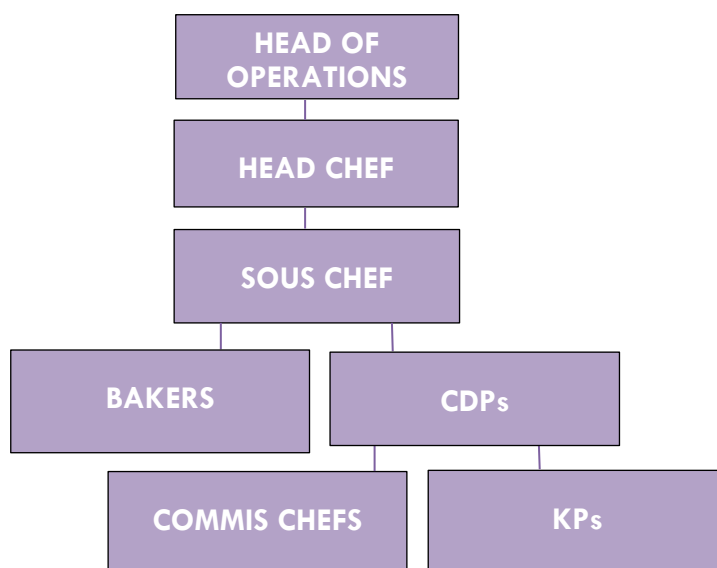 HEAD OF
OPERATIONS
HEAD CHEF
SOUS CHEF
BAKERS
CDPs
COMMIS CHEFS
KPs